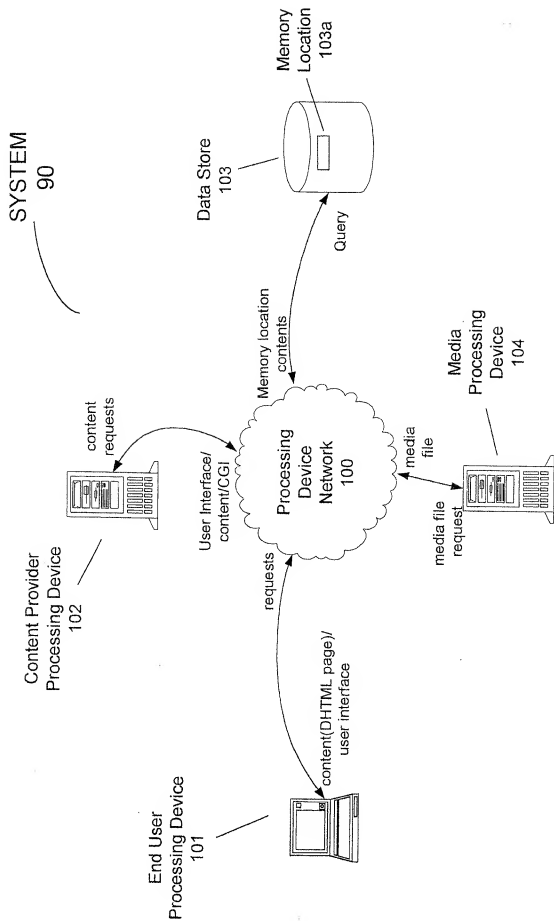 SYSTEM
90
Content Provider
Processing Device
102
content
requests
User Interface/
content/CGI
End User
Processing Device
101
content(DHTML page)/
user interface
requests
Processing
Device
Network
100
Memory location
contents
Query
Data Store
103
Memory
Location
103a
media
file
media file
request
Media
Processing
Device
104